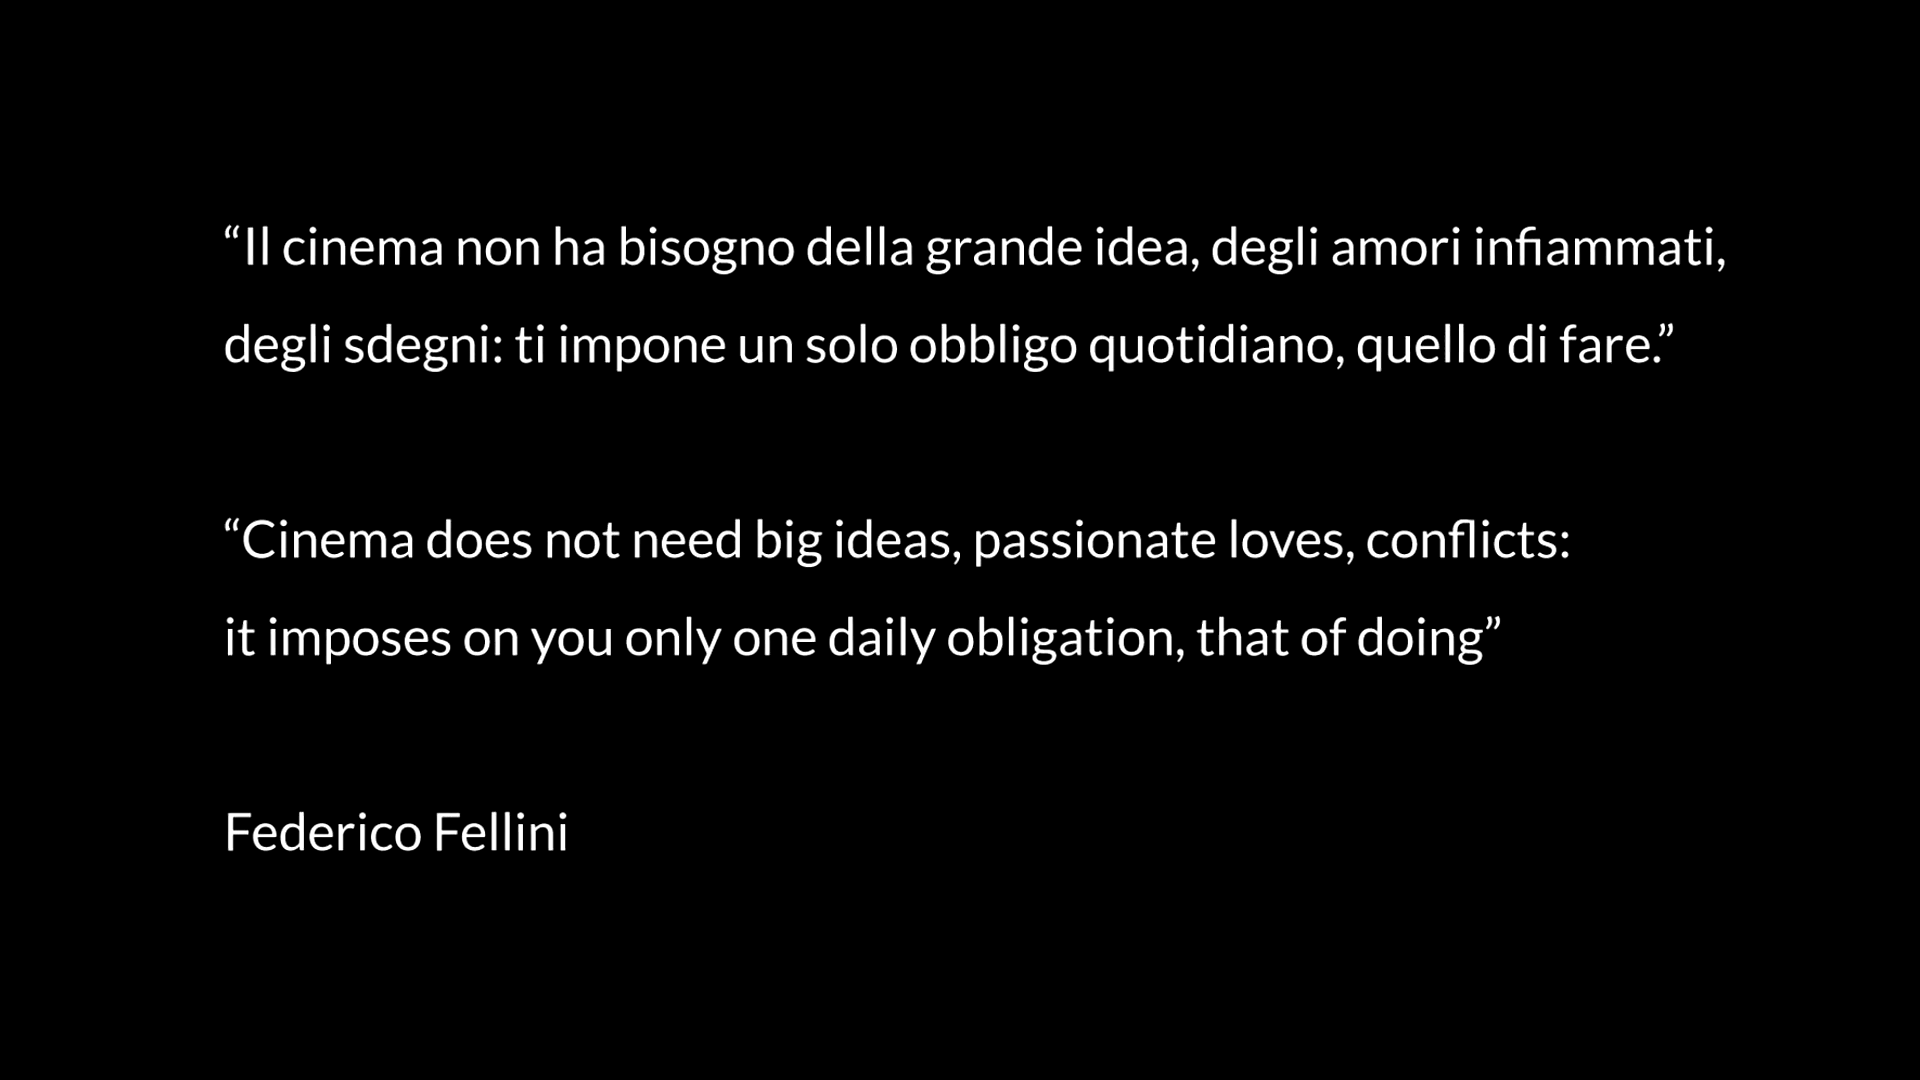 “Il cinema non ha bisogno della grande idea, degli amori infiammati,
degli sdegni: ti impone un solo obbligo quotidiano, quello di fare.”
“Cinema does not need big ideas, passionate loves, conflicts:
it imposes on you only one daily obligation, that of doing”
Federico Fellini